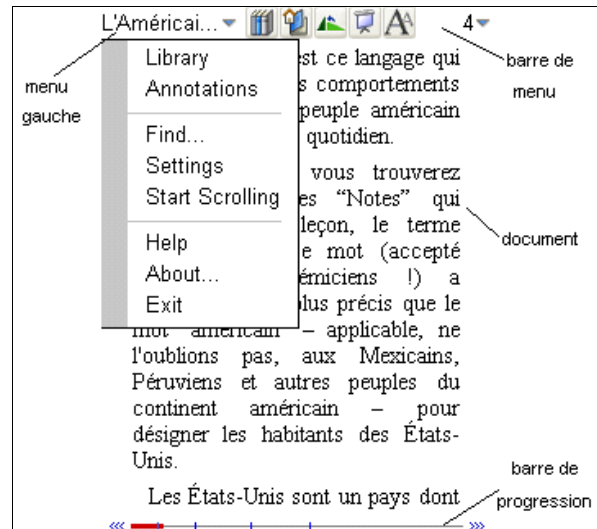 L'Américai... 4
Library
Annotations
Find...
Settings
Start Scrolling
Help
About...
Exit
menu
gauche
barre de
menu
document
barre de
progression
est ce langage qui
s comportements
peuple américain
quotidien.
vous trouverez
es “Notes” qui
leçon, le terme
e mot (accepté
émiciens !) a
lus précis que le
mot américain – applicable, ne
l'oublions pas, aux Mexicains,
Péruviens et autres peuples du
continent américain – pour
désigner les habitants des États-
Unis.
Les États-Unis sont un pays dont